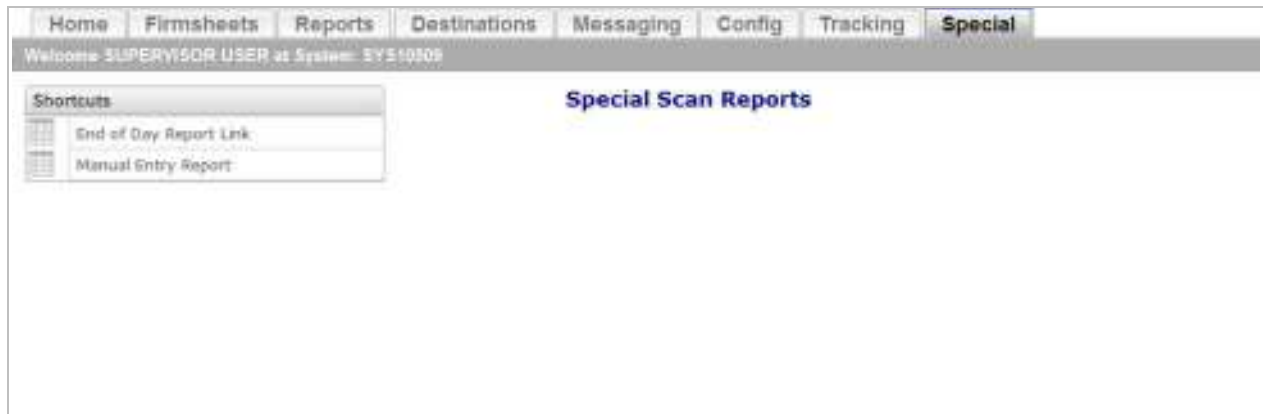 Home Firmsheets Reports Destinations Messaging Config Tracking Special
Welcome SUPERVISOR USER at System:
Shortcuts
Special Scan Reports
End of Day Report Link
Manual Entry Report